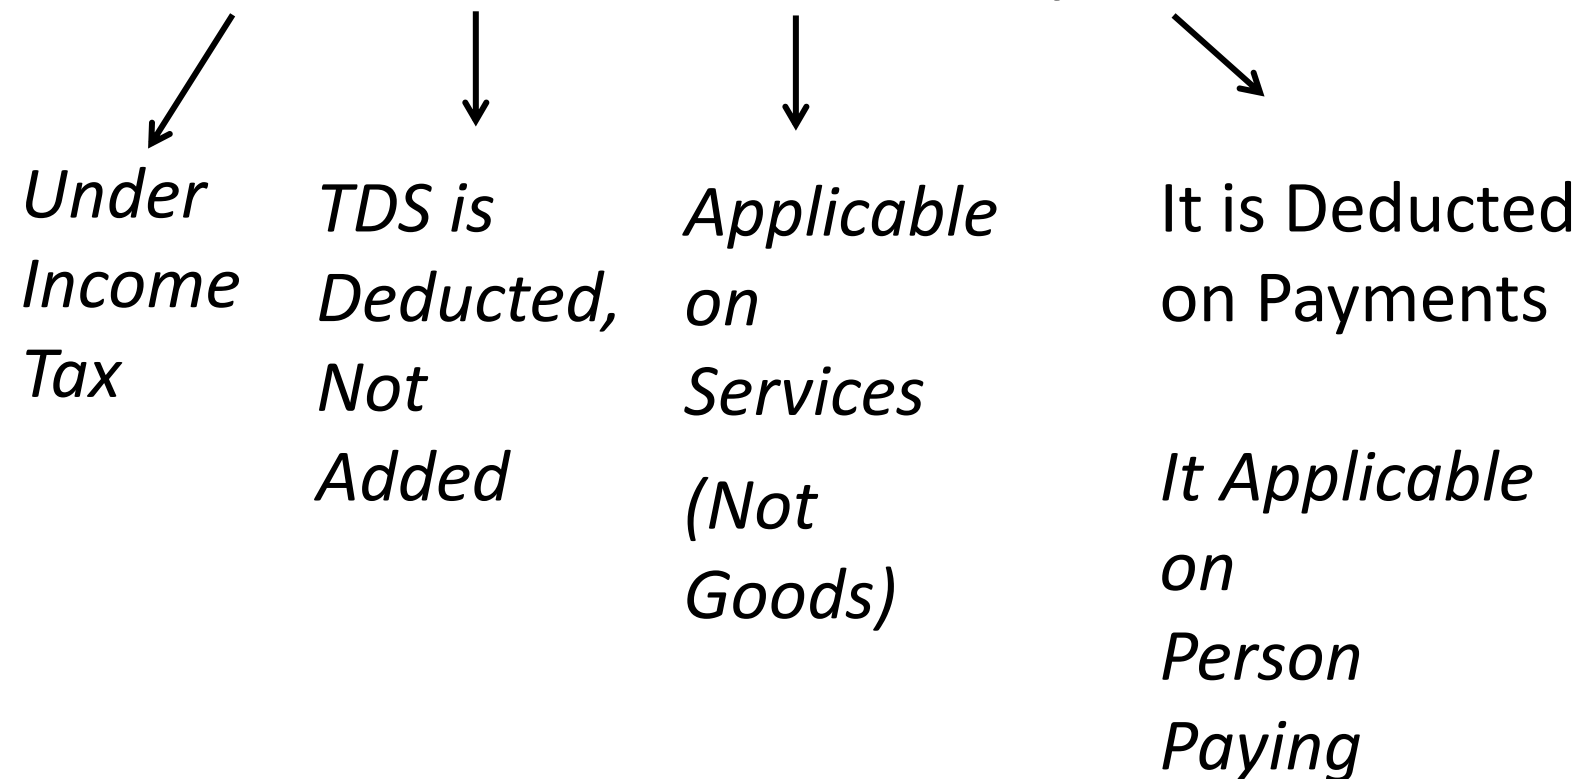 Under
Income
Tax
TDS is
Deducted,
Not
Added
Applicable
on
Services
(Not
Goods)
It is Deducted
on Payments
It Applicable
on
Person
Paying